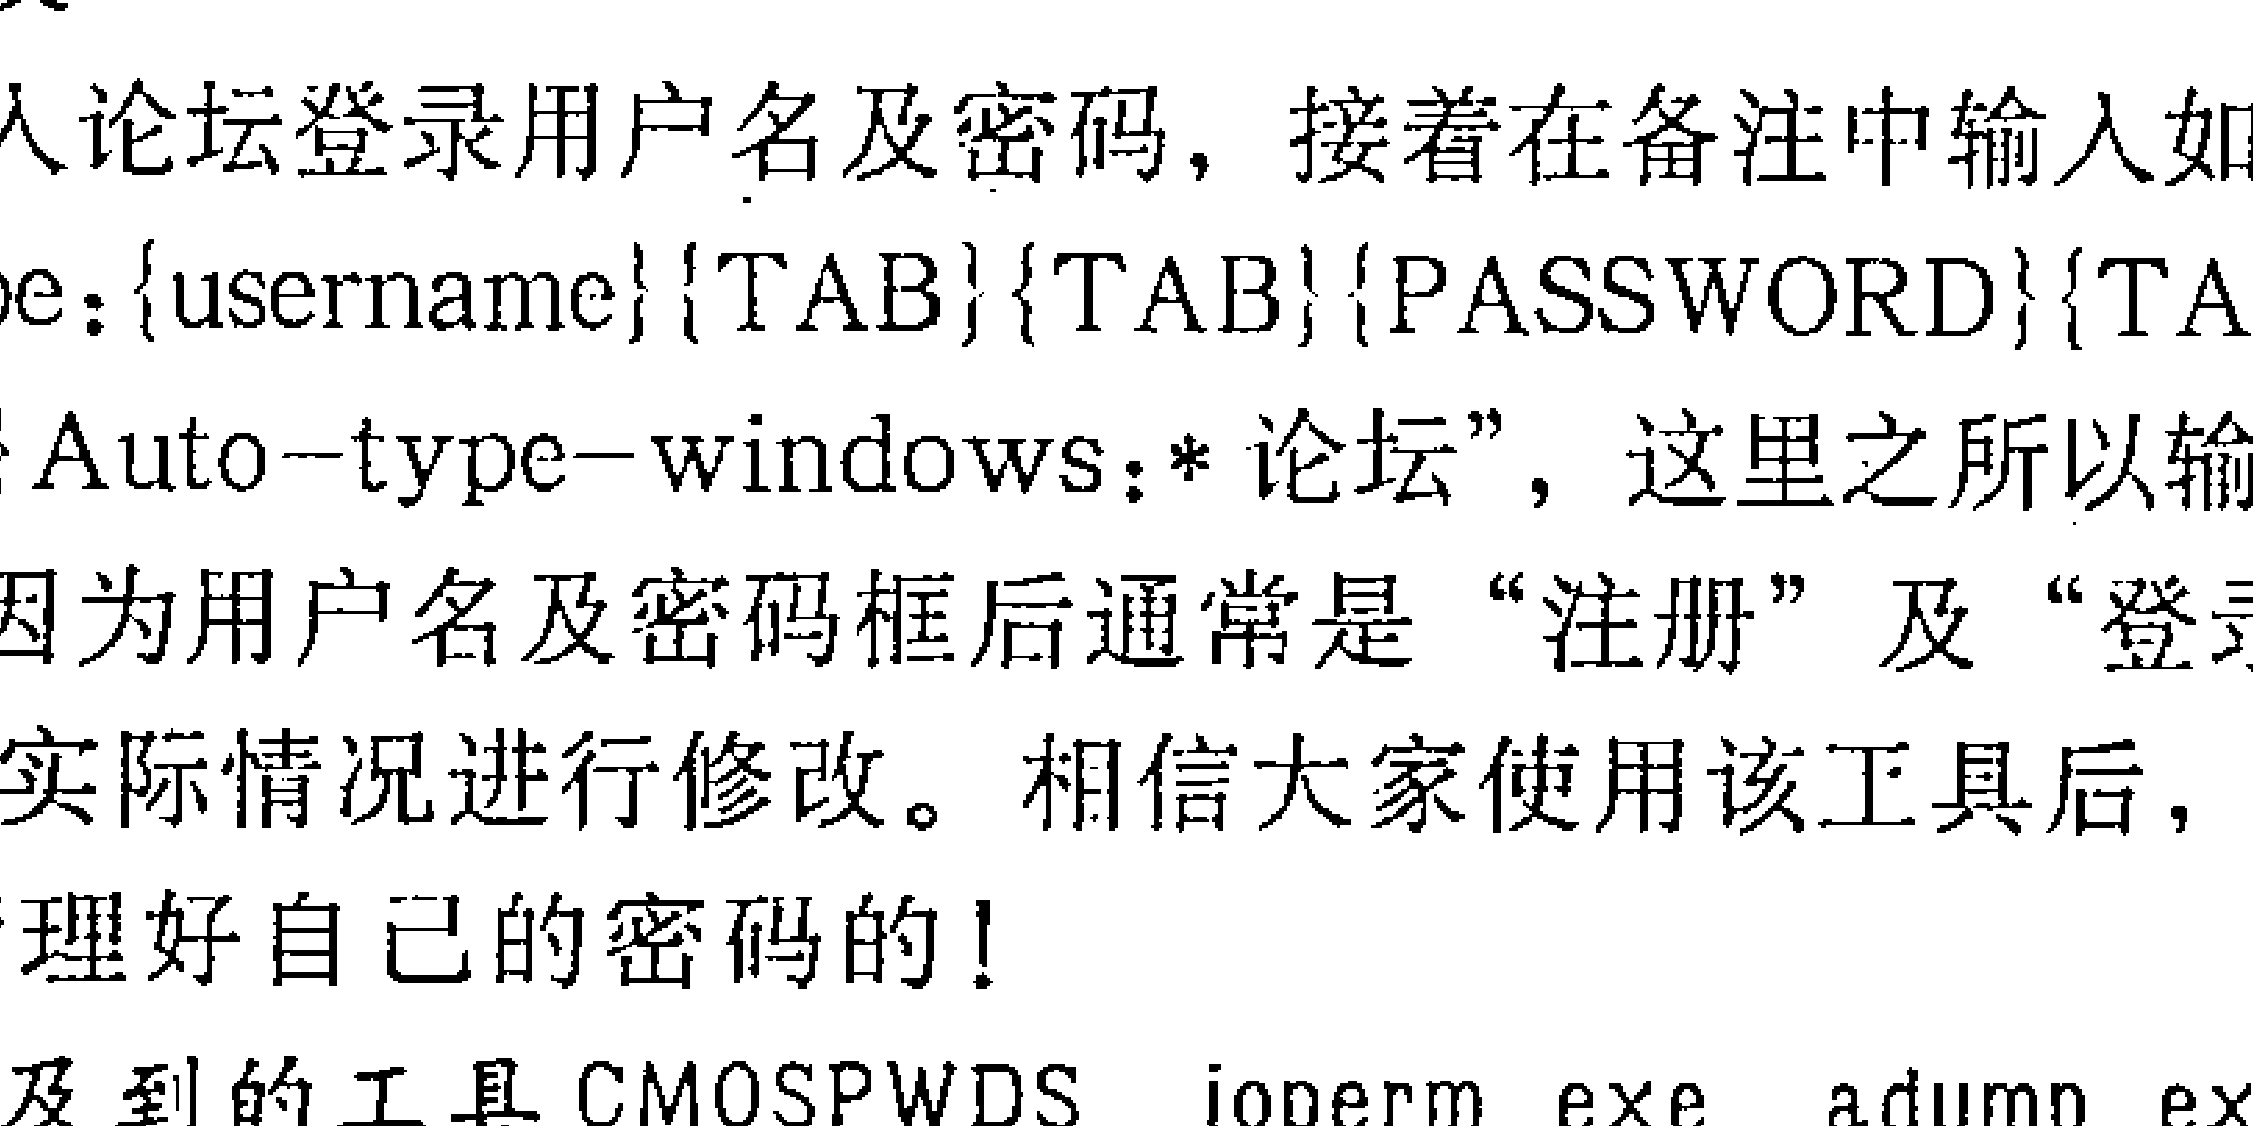 入论坛登录用户名及密码，接着在备注中输入如
pe:{username}{TAB}{TAB}{PASSWORD}{TA
Auto-type-windows:*论坛”，这里之所以输
因为用户名及密码框后通常是“注册”及“登录
实际情况进行修改。相信大家使用该工具后，
理好自己的密码的！
及到的工具CMOSPWDS ioperm exe adump ex